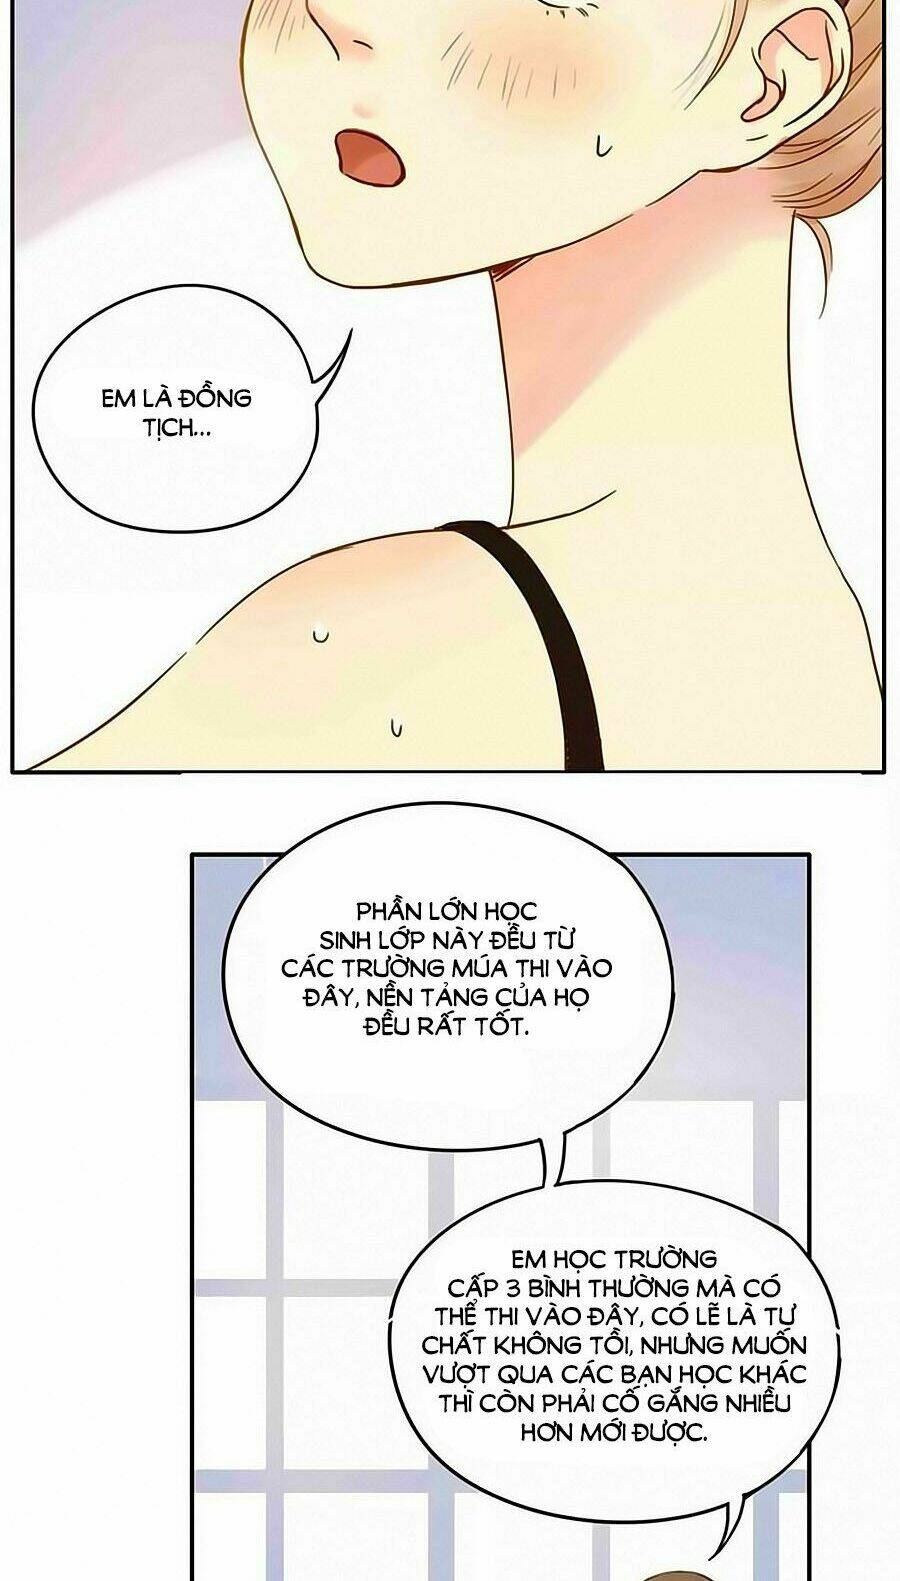 EM LÀ ĐỒNG
TỊCH...
PHẦN LỚN HỌC
SINH LỚP NÀY ĐỀU TỪ
CÁC TRƯỜNG MÚA THI VÀO
ĐÂY, NỀN TẢNG CỦA HỌ
ĐỀU RẤT TỐT.
EM HỌC TRƯỜNG
CẤP 3 BÌNH THƯỜNG MÀ CÓ
THỂ THI VÀO ĐÂY, CÓ LẼ LÀ TƯ
CHẤT KHÔNG TỒI, NHƯNG MUỐN
VƯỢT QUA CÁC BẠN HỌC KHÁC
THÌ CÒN PHẢI CỐ GẮNG NHIỀU
HƠN MỚI ĐƯỢC.